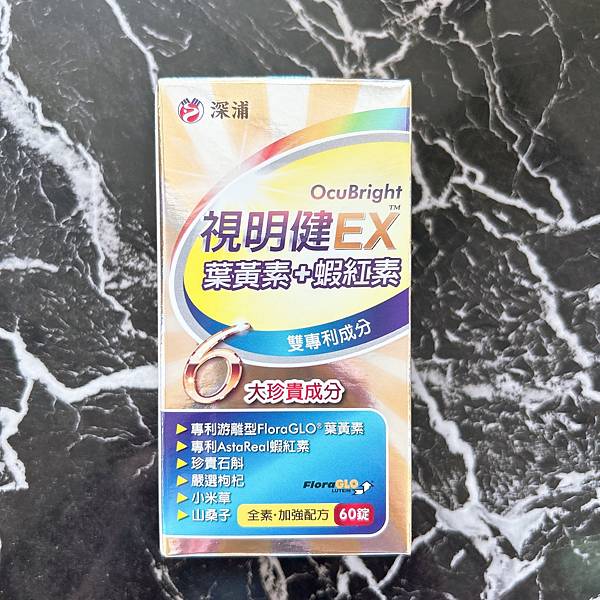 深浦
OcuBright
視明健EX™
葉黃素+蝦紅素
雙專利成分
6
大珍貴成分
▶ 專利游離型FloraGLO®葉黃素
▶ 專利AstaReal蝦紅素
▶ 珍貴石斛
▶ 嚴選枸杞
▶ 小米草
▶ 山桑子
FloraGLO
LUTEIN
全素·加強配方 60錠